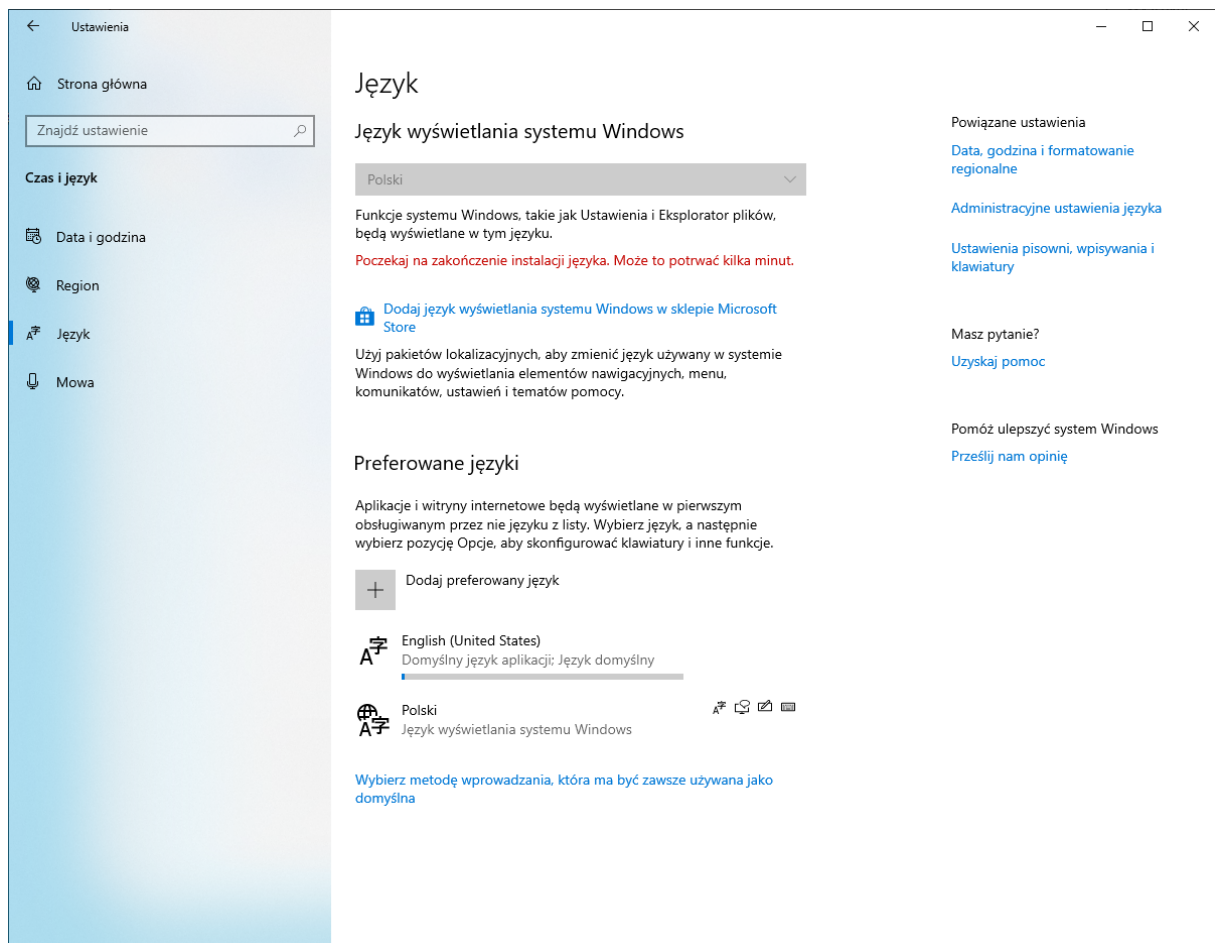 Ustawienia
Strona główna
Znajdź ustawienie
Czas i język
Data i godzina
Region
Język
Mowa
Język
Język wyświetlania systemu Windows
Polski
Funkcje systemu Windows, takie jak Ustawienia i Eksplorator plików,
będą wyświetlane w tym języku.
Poczekaj na zakończenie instalacji języka. Może to potrwać kilka minut.
Dodaj język wyświetlania systemu Windows w sklepie Microsoft
Store
Użyj pakietów lokalizacyjnych, aby zmienić język używany w systemie
Windows do wyświetlania elementów nawigacyjnych, menu,
komunikatów, ustawień i tematów pomocy.
Preferowane języki
Aplikacje i witryny internetowe będą wyświetlane w pierwszym
obsługiwanym przez nie języku z listy. Wybierz język, a następnie
wybierz pozycję Opcje, aby skonfigurować klawiatury i inne funkcje.
Dodaj preferowany język
English (United States)
Domyślny język aplikacji; Język domyślny
Polski
Język wyświetlania systemu Windows
Wybierz metodę wprowadzania, która ma być zawsze używana jako
domyślna
Powiązane ustawienia
Data, godzina i formatowanie
regionalne
Administracyjne ustawienia języka
Ustawienia pisowni, wpisywania i
klawiatury
Masz pytanie?
Uzyskaj pomoc
Pomóż ulepszyć system Windows
Prześlij nam opinię